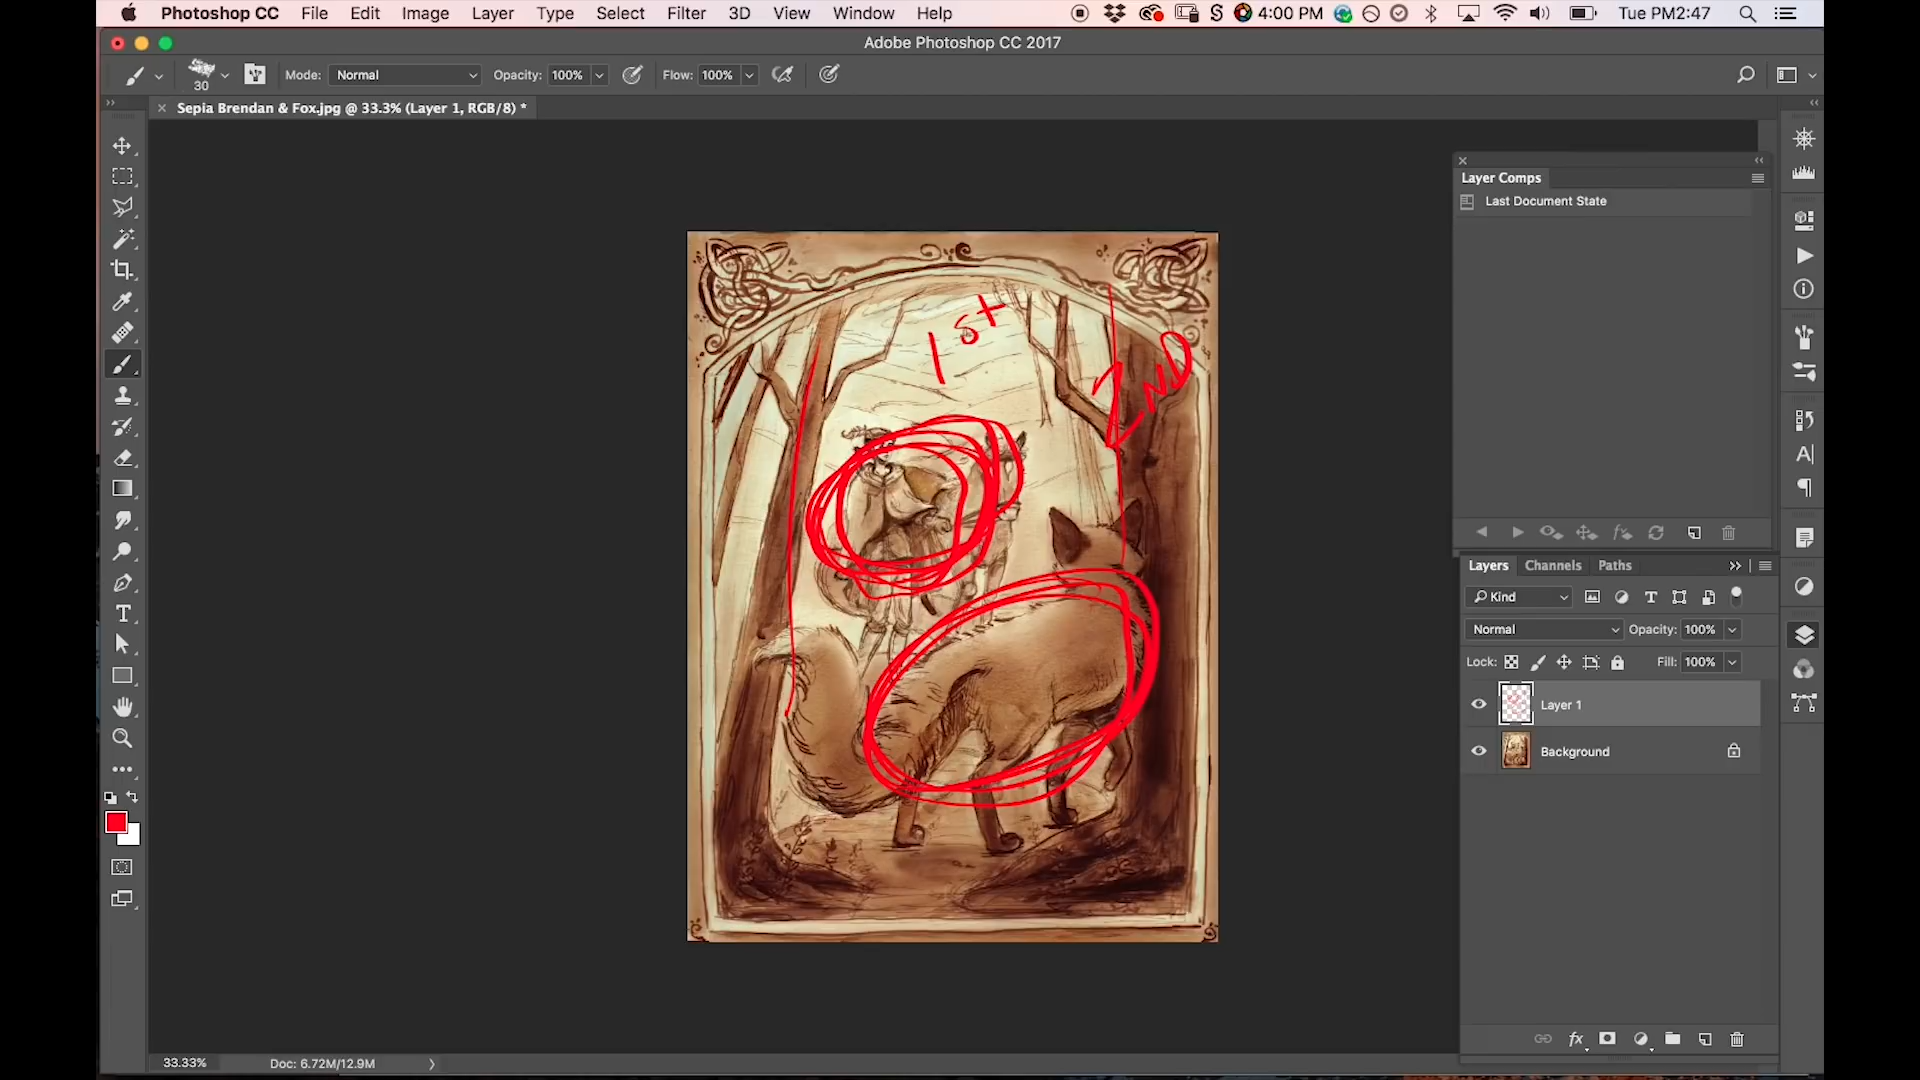 Photoshop CC File Edit Image Layer Type Select Filter 3D View Window Help 4:00 PM Tue PM2:47
Adobe Photoshop CC 2017
30 Mode: Normal Opacity: 100% Flow: 100%
Sepia Brendan & Fox.jpg @ 33.3% (Layer 1, RGB/8) *
Layer Comps
Last Document State
1st
2ND
Layers Channels Paths
Kind
Normal Opacity: 100%
Lock: Fill: 100%
Layer 1
Background
33.33% Doc: 6.72M/12.9M